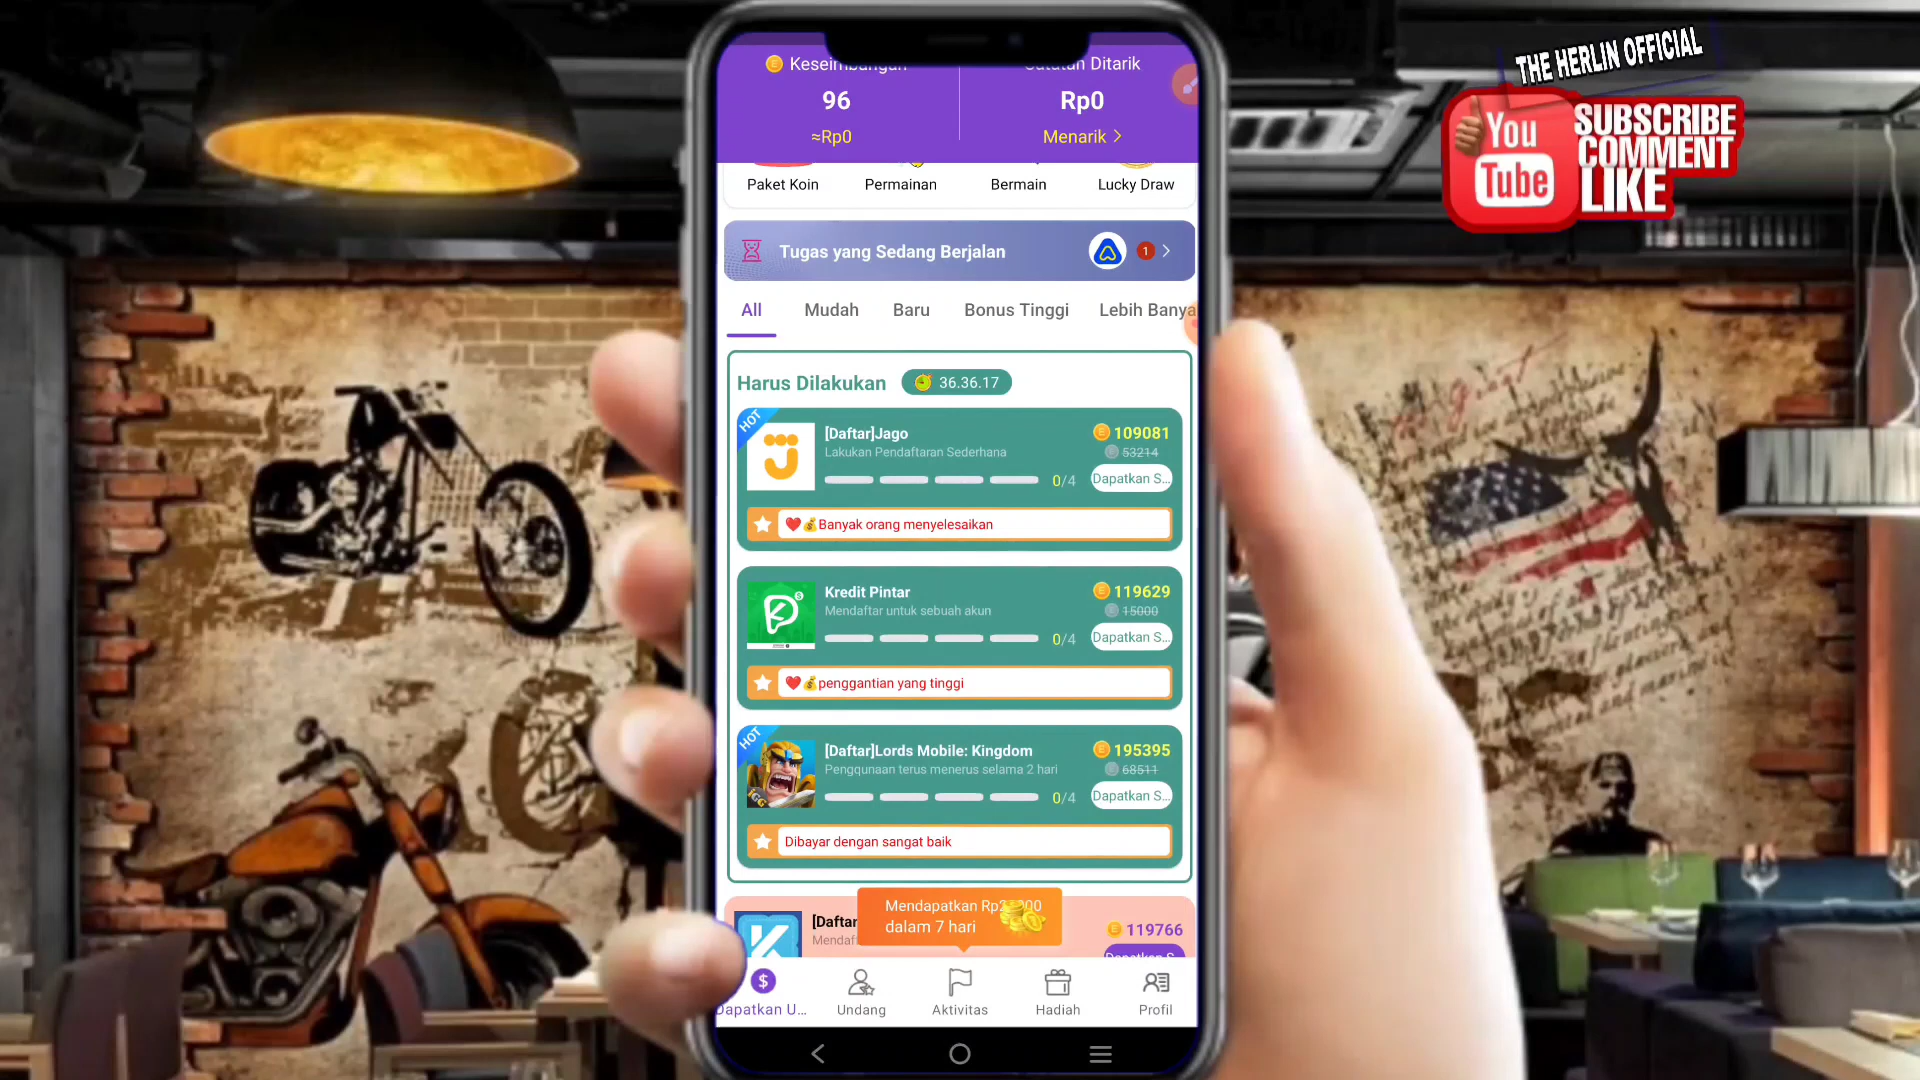 THE HERLIN OFFICIAL
You
Tube
SUBSCRIBE
COMMENT
LIKE
Keseimbangan
Ditarik
96
Rp0
≈Rp0
Menarik >
Paket Koin
Permainan
Bermain
Lucky Draw
Tugas yang Sedang Berjalan
1
All
Mudah
Baru
Bonus Tinggi
Lebih Banya
Harus Dilakukan
36.36.17
HOT
[Daftar]Jago
109081
Lakukan Pendaftaran Sederhana
53214
0/4
Dapatkan S...
❤️💰Banyak orang menyelesaikan
Kredit Pintar
119629
Mendaftar untuk sebuah akun
15000
0/4
Dapatkan S...
❤️💰penggantian yang tinggi
HOT
[Daftar]Lords Mobile: Kingdom
195395
Penggunaan terus menerus selama 2 hari
68511
0/4
Dapatkan S...
IGG
Dibayar dengan sangat baik
Mendapatkan
dalam 7 hari
[Daftar
Mendaf
119766
Dapatkan S...
Dapatkan U...
Undang
Aktivitas
Hadiah
Profil